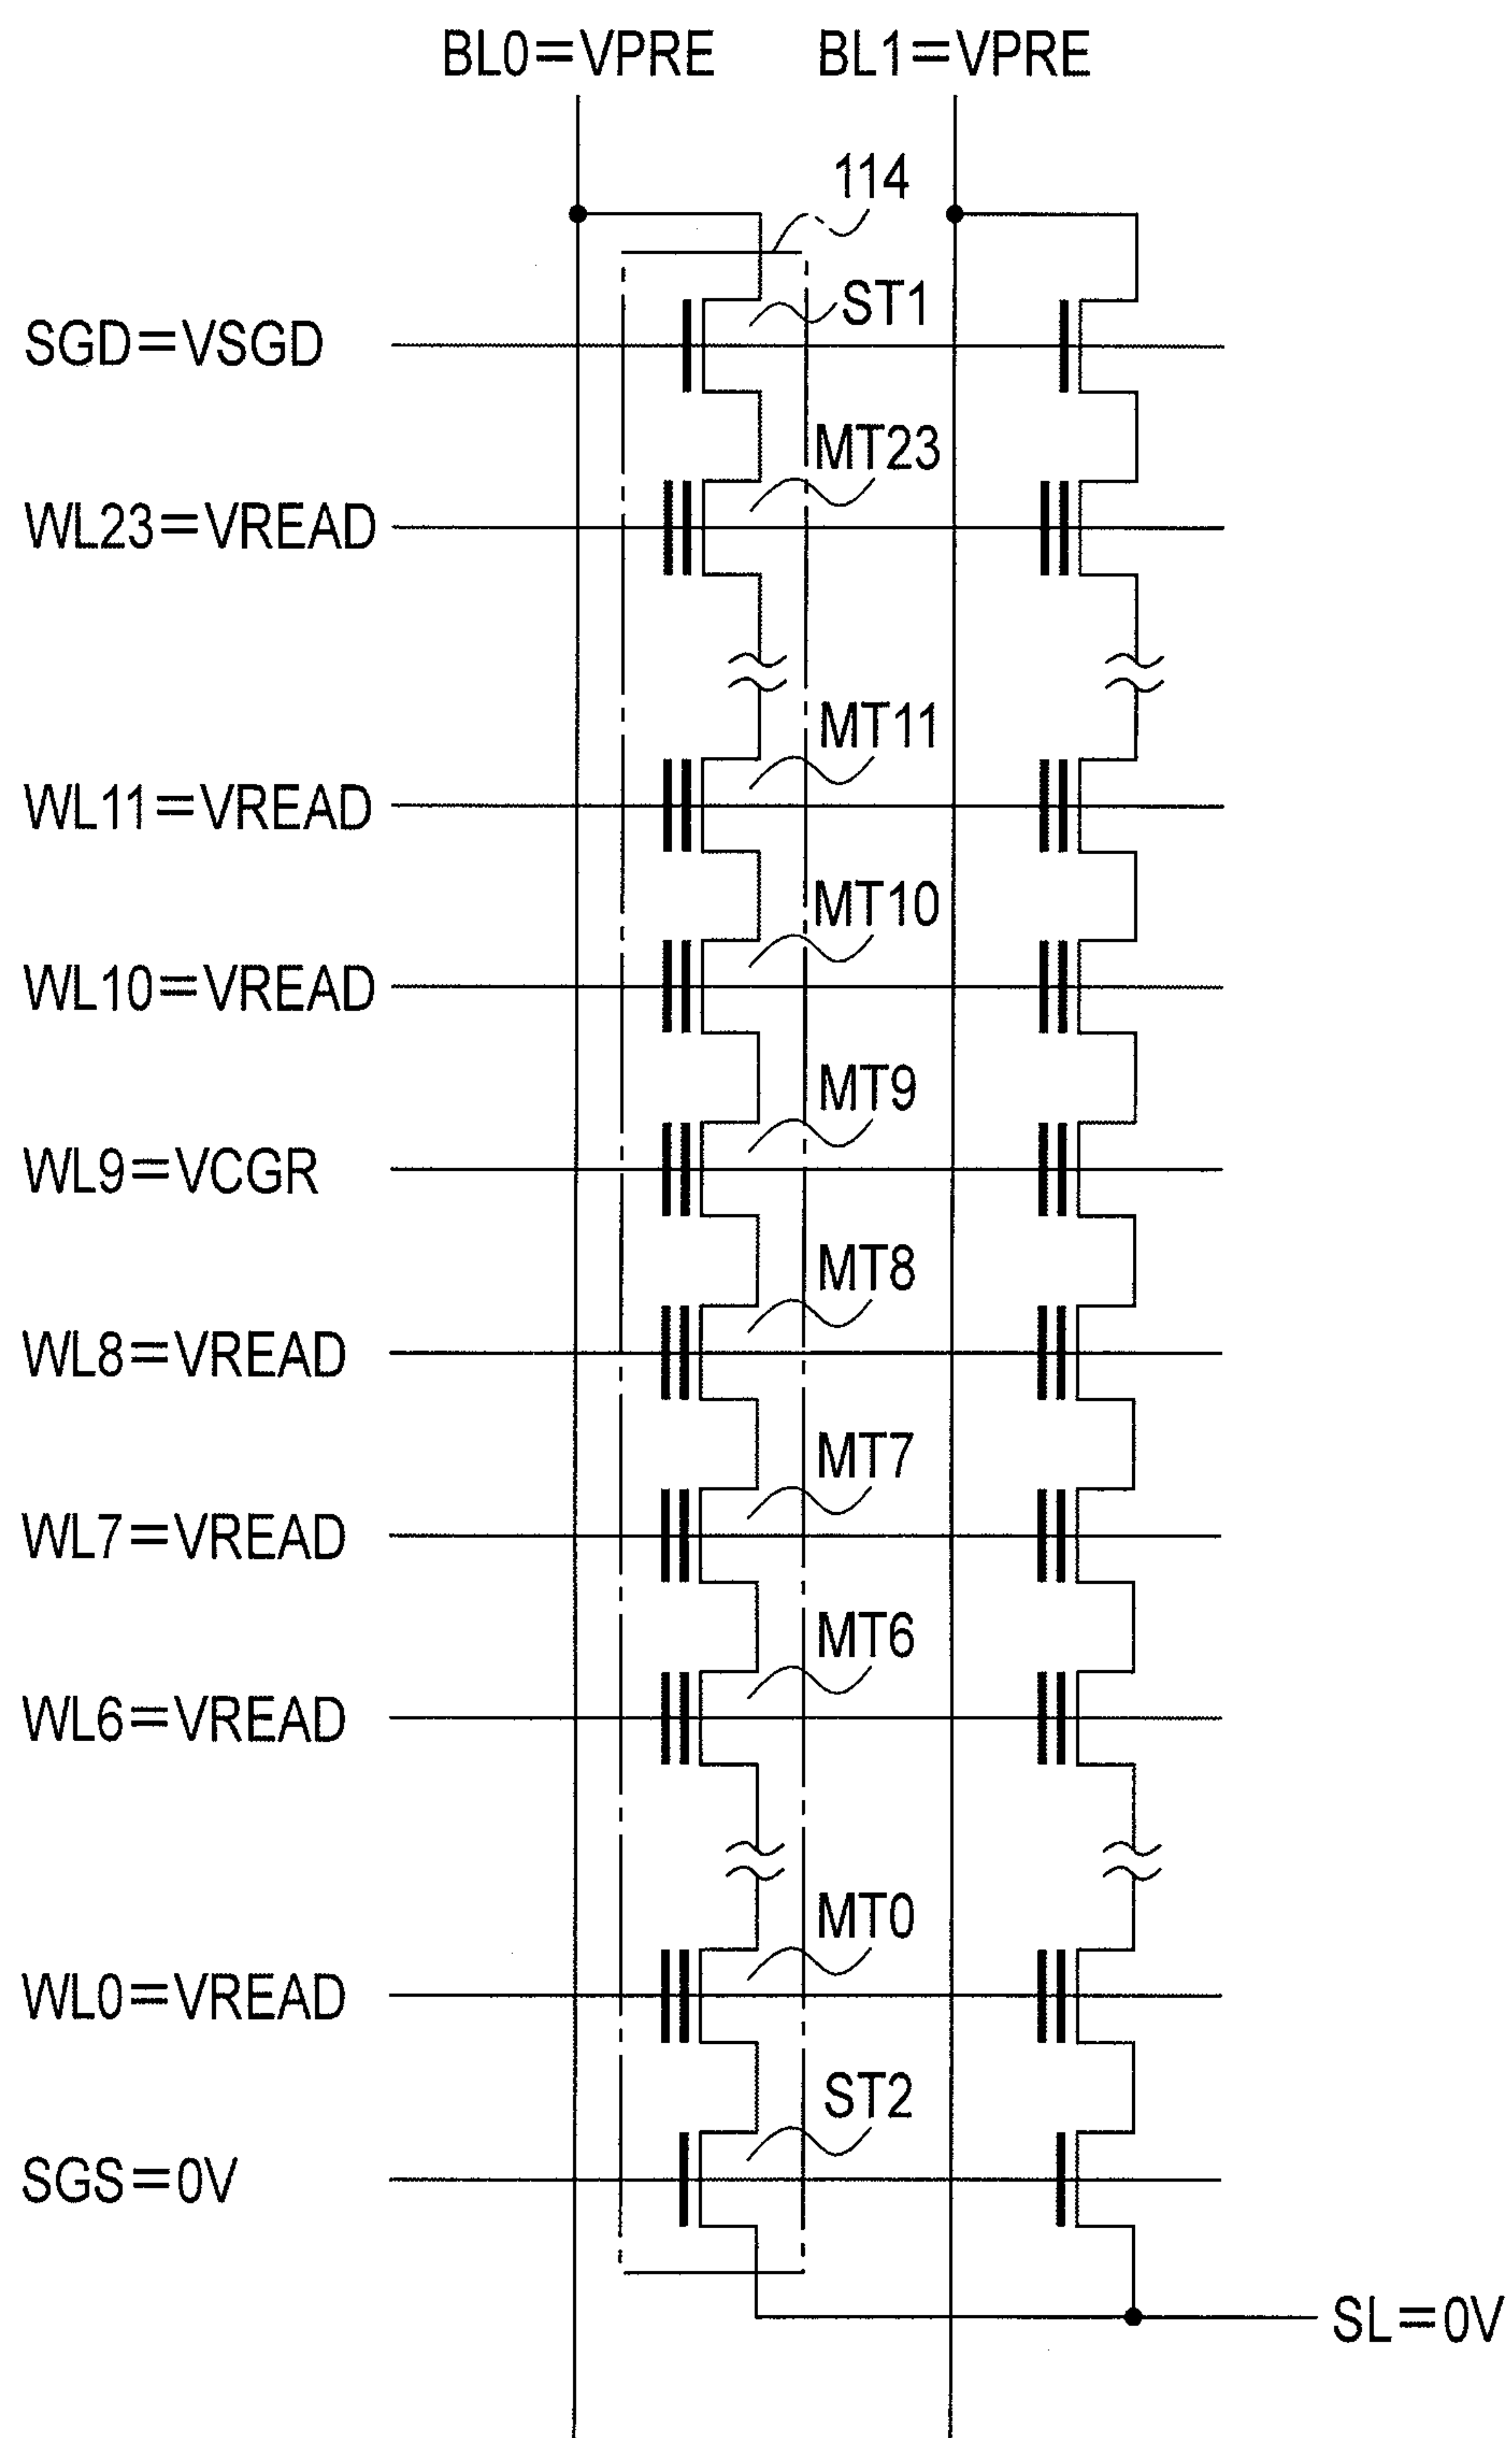 BL0=VPRE BL1=VPRE
114
ST1
SGD=VSGD
MT23
WL23=VREAD
MT11
WL11=VREAD
MT10
WL10=VREAD
MT9
WL9=VCGR
MT8
WL8=VREAD
MT7
WL7=VREAD
MT6
WL6=VREAD
MT0
WL0=VREAD
ST2
SGS=0V
SL=0V